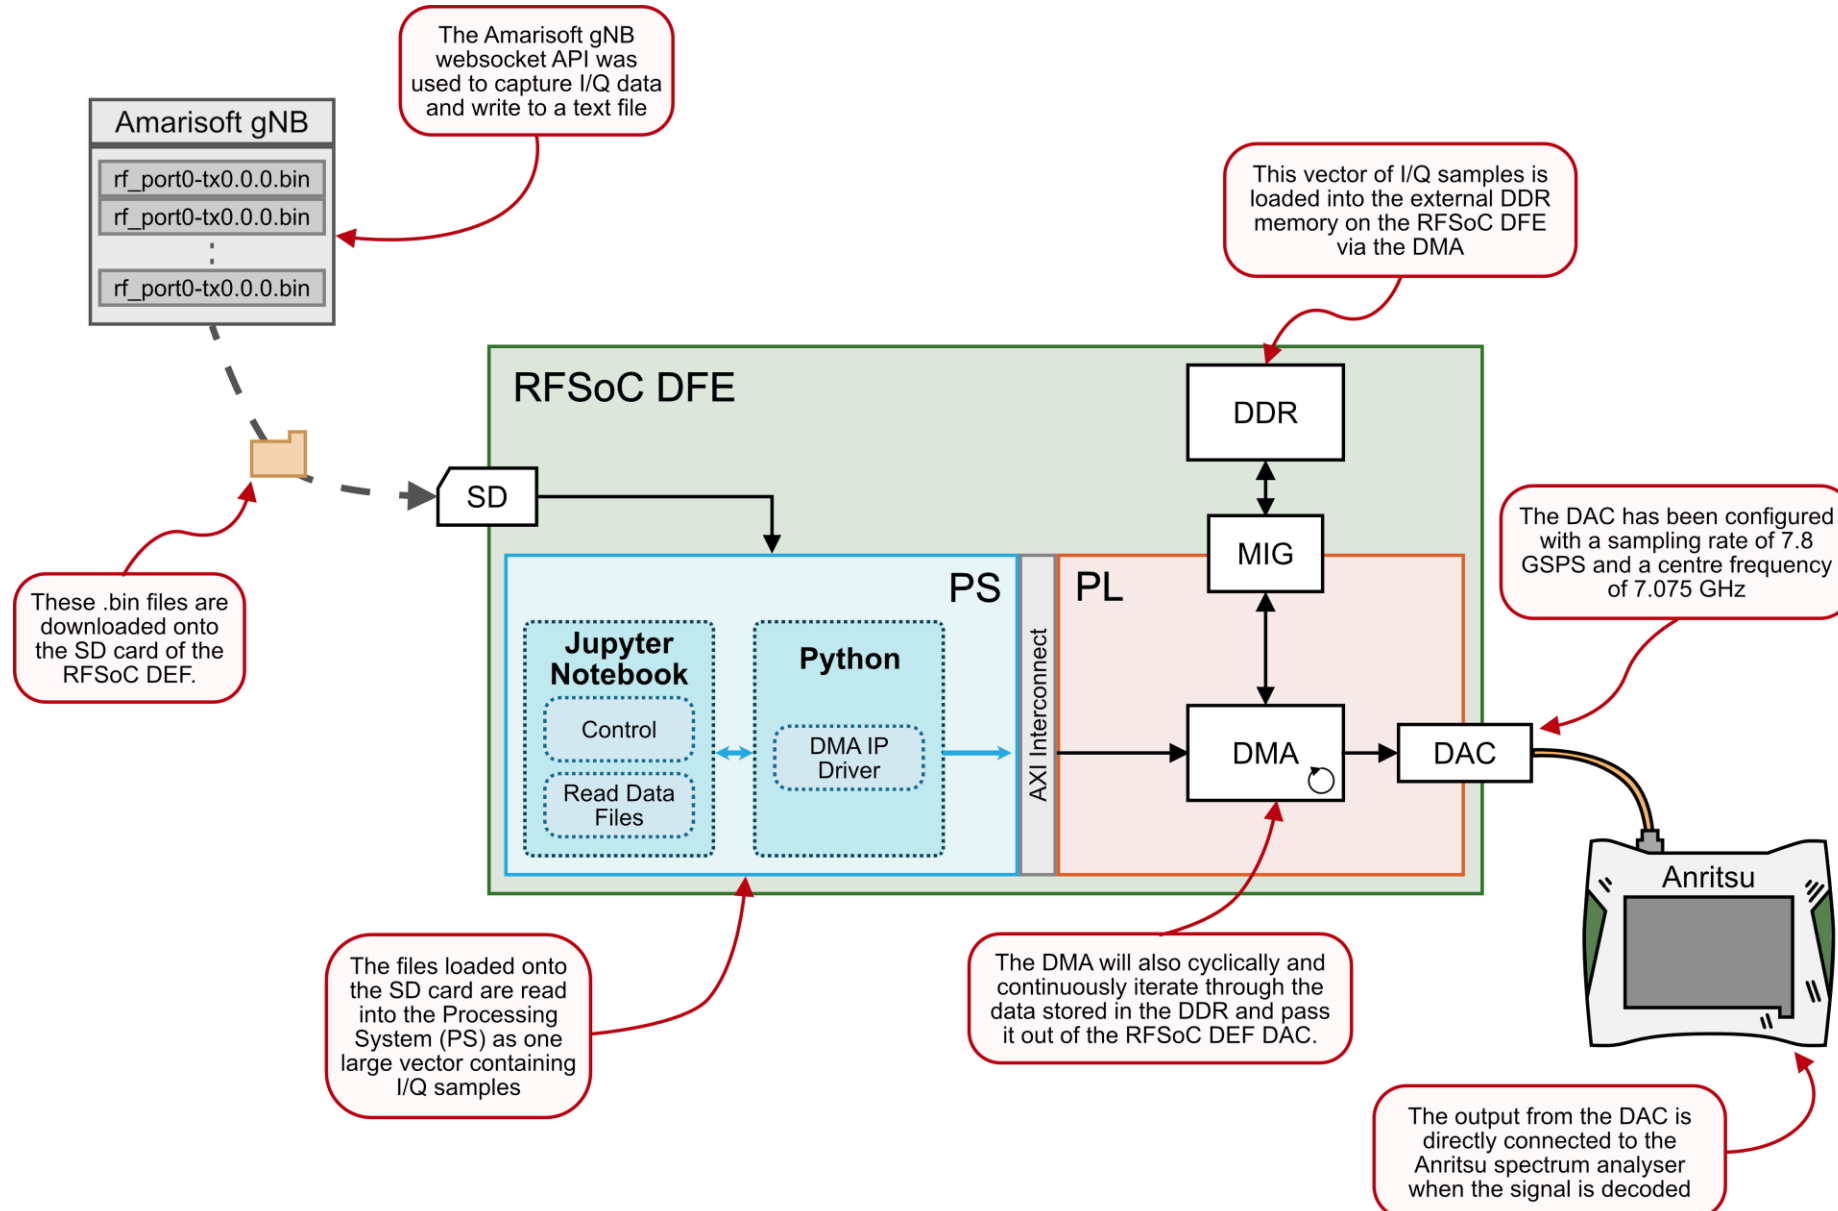 The Amarisoft gNB
websocket API was
used to capture I/Q data
and write to a text file
Amarisoft gNB
rf_port0-tx0.0.0.bin
rf_port0-tx0.0.0.bin
rf_port0-tx0.0.0.bin
This vector of I/Q samples is
loaded into the external DDR
memory on the RFSoC DFE
via the DMA
RFSoC DFE
DDR
SD
MIG
The DAC has been configured
with a sampling rate of 7.8
GSPS and a centre frequency
of 7.075 GHz
These .bin files are
downloaded onto
the SD card of the
RFSoC DEF.
PS
PL
Jupyter
Notebook
Control
Read Data
Files
Python
DMA IP
Driver
AXI Interconnect
DMA
DAC
Anritsu
The files loaded onto
the SD card are read
into the Processing
System (PS) as one
large vector containing
I/Q samples
The DMA will also cyclically and
continuously iterate through the
data stored in the DDR and pass
it out of the RFSoC DEF DAC.
The output from the DAC is
directly connected to the
Anritsu spectrum analyser
when the signal is decoded